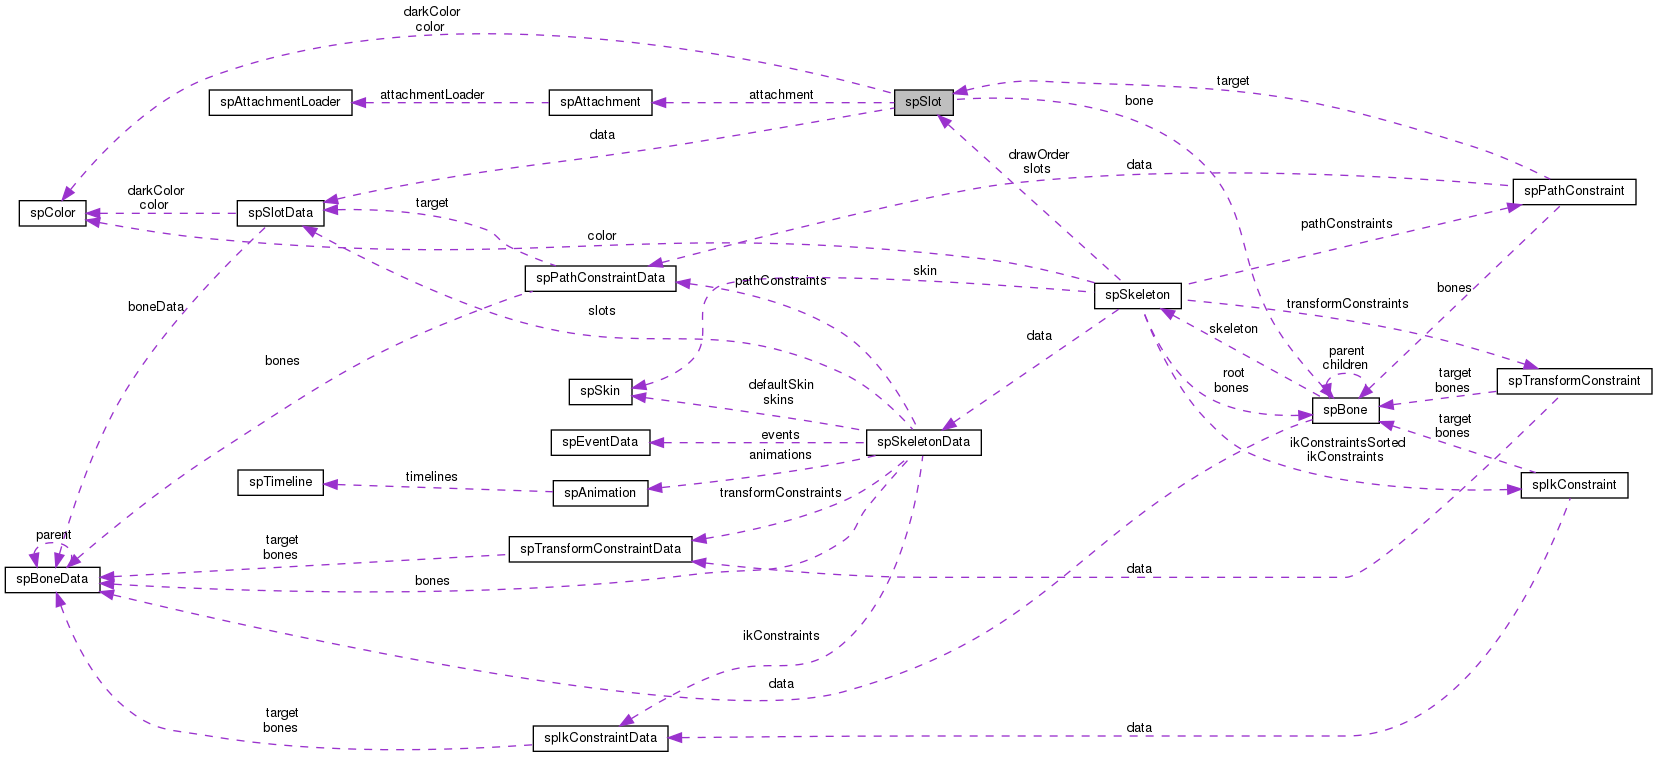 darkColor
color
target
spAttachmentLoader
attachmentLoader
spAttachment
attachment
spSlot
bone
data
drawOrder
slots
data
darkColor
color
spPathConstraint
spColor
spSlotData
target
pathConstraints
color
skin
spPathConstraintData
pathConstraints
bones
spSkeleton
transformConstraints
boneData
slots
skeleton
data
parent
children
bones
root
bones
target
bones
spTransformConstraint
spSkin
defaultSkin
skins
spBone
target
bones
spEventData
events
spSkeletonData
ikConstraintsSorted
ikConstraints
animations
spTimeline
timelines
spAnimation
transformConstraints
spIkConstraint
parent
target
bones
spTransformConstraintData
data
spBoneData
bones
ikConstraints
data
target
bones
spIkConstraintData
data